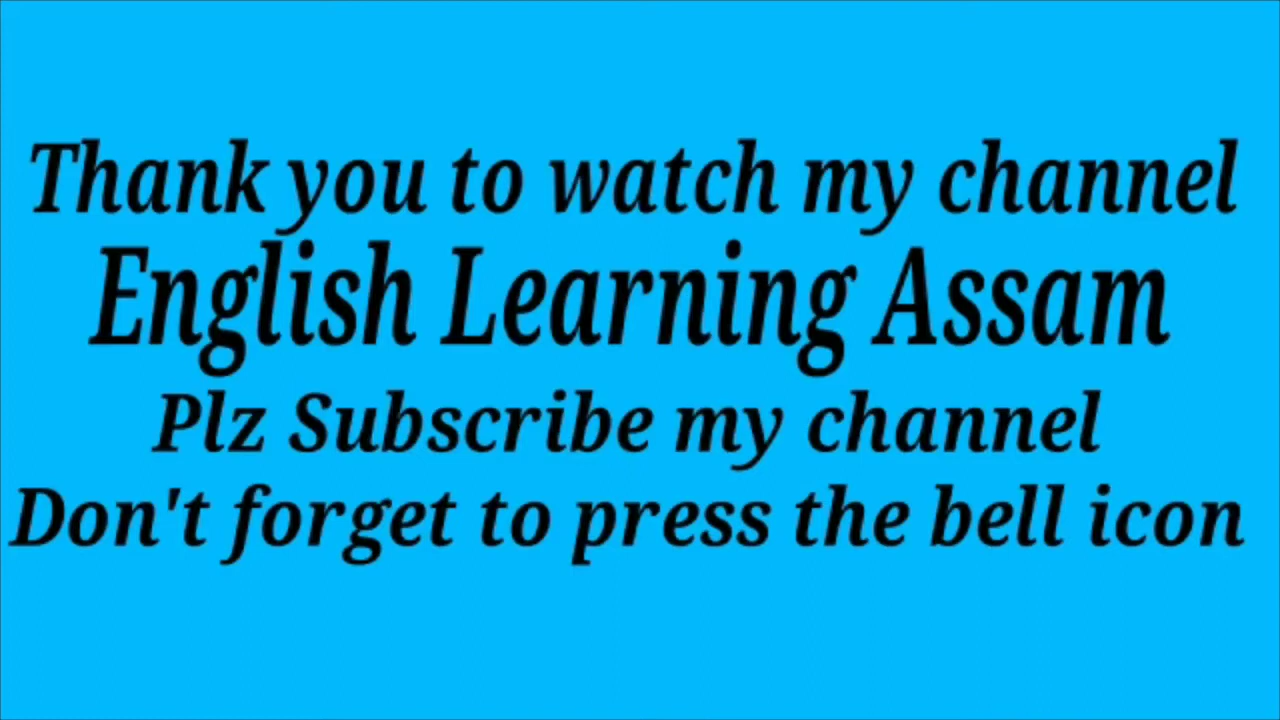 Thank you to watch my channel
English Learning Assam
Plz Subscribe my channel
Don't forget to press the bell icon